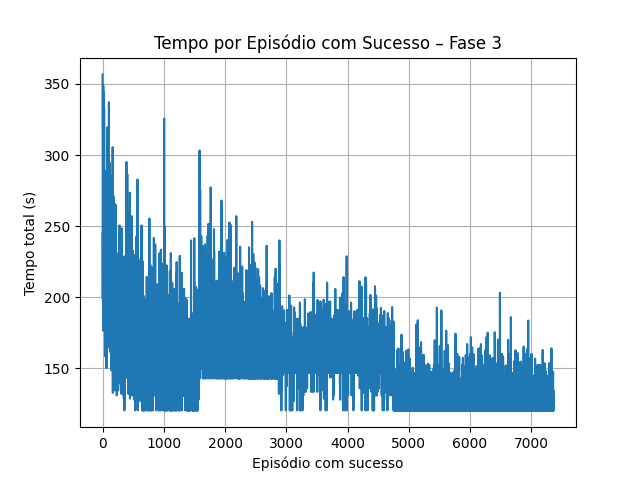 Tempo por Episódio com Sucesso – Fase 3
350
300
250
200
150
Tempo total (s)
0 1000 2000 3000 4000 5000 6000 7000
Episódio com sucesso